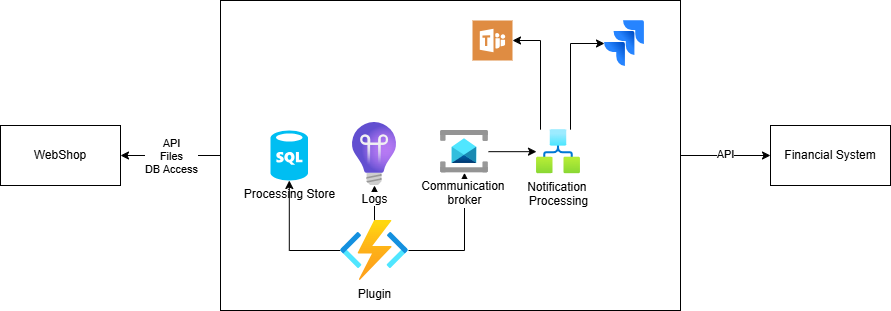 T
WebShop
API
Files
DB Access
SQL
Processing Store
Logs
Communication
broker
Notification
Processing
Plugin
API
Financial System